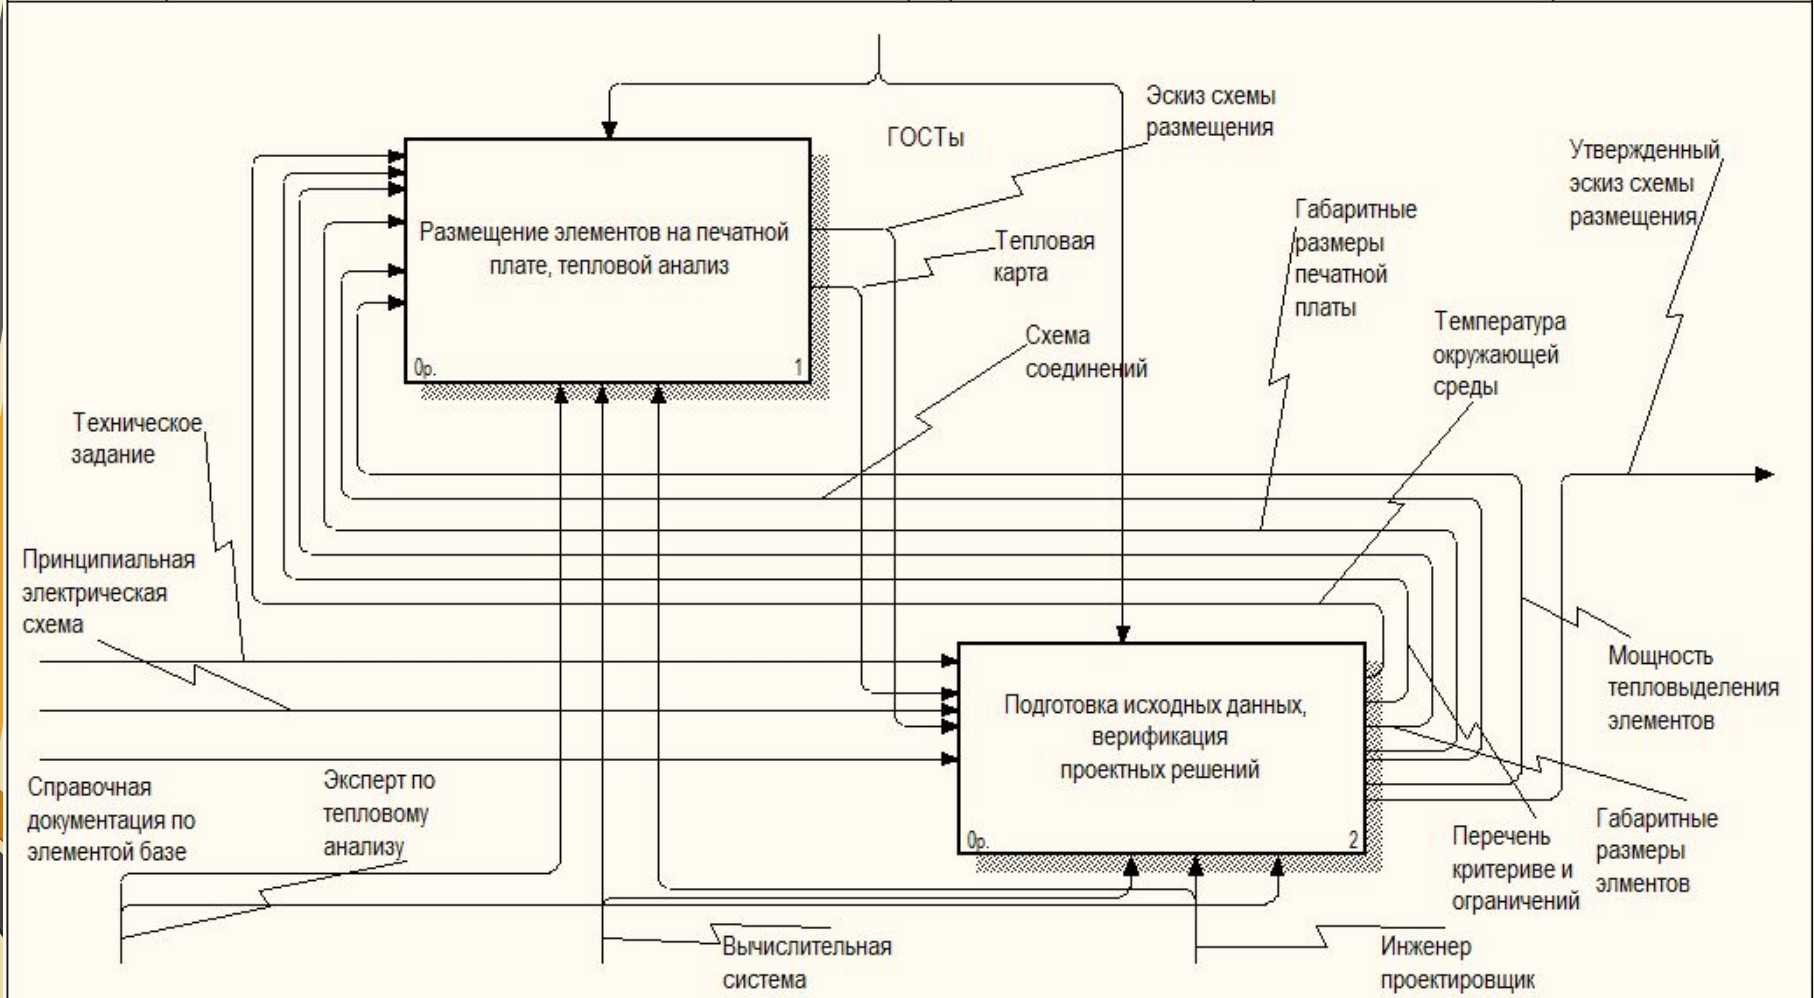 ГОСТы
Эскиз схемы
размещения
Утвержденный
эскиз схемы
размещения
Размещение элементов на печатной
плате, тепловой анализ
0р.
1
Тепловая
карта
Габаритные
размеры
печатной
платы
Схема
соединений
Температура
окружающей
среды
Техническое
задание
Принципиальная
электрическая
схема
Подготовка исходных данных,
верификация
проектных решений
0р.
2
Мощность
тепловыделения
элементов
Справочная
документация по
элементой базе
Эксперт по
тепловому
анализу
Перечень
критериве и
ограничений
Габаритные
размеры
элментов
Вычислительная
система
Инженер
проектировщик